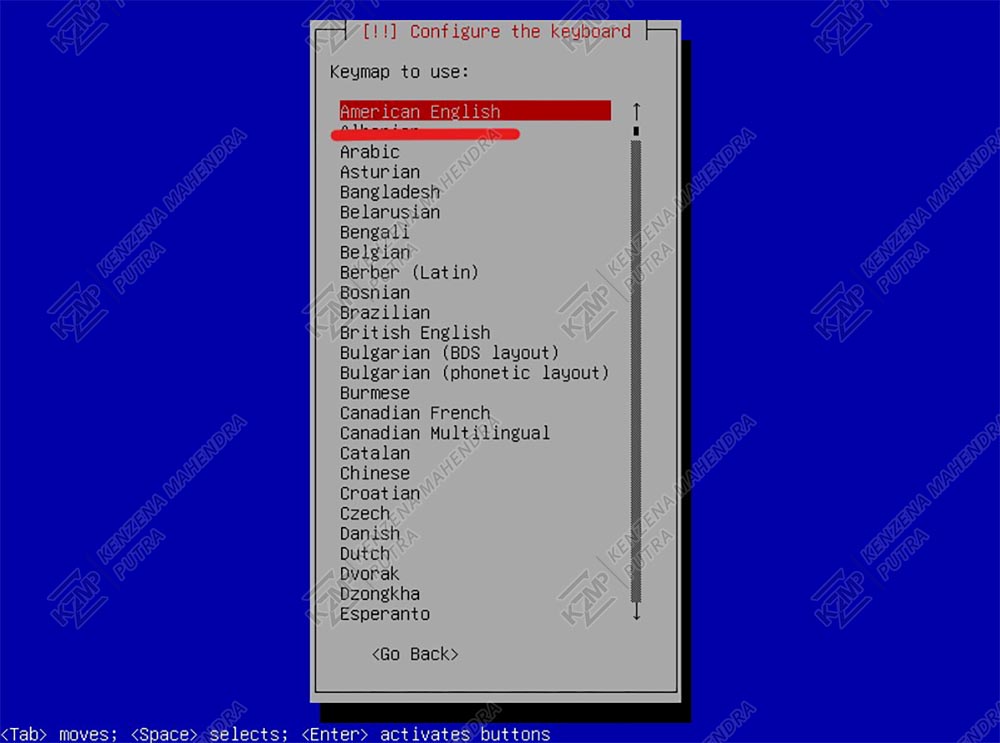 [!!] Configure the keyboard
Keymap to use:
American English
Arabic
Asturian
Bangladesh
Belarusian
Bengali
Belgian
Berber (Latin)
Bosnian
Brazilian
British English
Bulgarian (BDS layout)
Bulgarian (phonetic layout)
Burmese
Canadian French
Canadian Multilingual
Catalan
Chinese
Croatian
Czech
Danish
Dutch
Dvorak
Dzongkha
Esperanto
<Go Back>
<Tab> moves; <Space> selects; <Enter> activates buttons
KZMP
KENZENA MAHENDRA
PUTRA